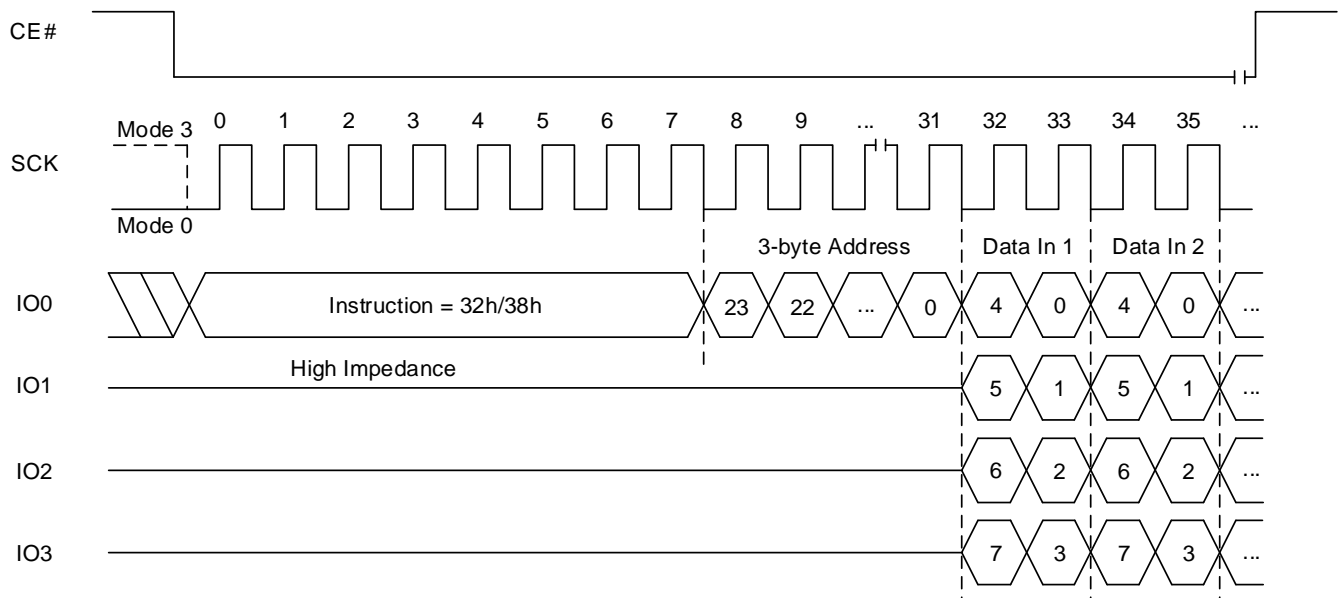 CE#
Mode 3 0 1 2 3 4 5 6 7 8 9 ... 31 32 33 34 35 ...
SCK
Mode 0
3-byte Address Data In 1 Data In 2
IO0 Instruction = 32h/38h 23 22 ... 0 4 0 4 0 ...
High Impedance
IO1 5 1 5 1 ...
IO2 6 2 6 2 ...
IO3 7 3 7 3 ...